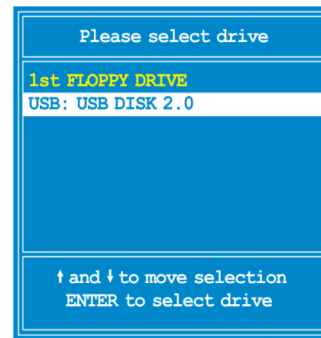 Please select drive
1st FLOPPY DRIVE
USB: USB DISK 2.0
↑ and ↓ to move selection
ENTER to select drive